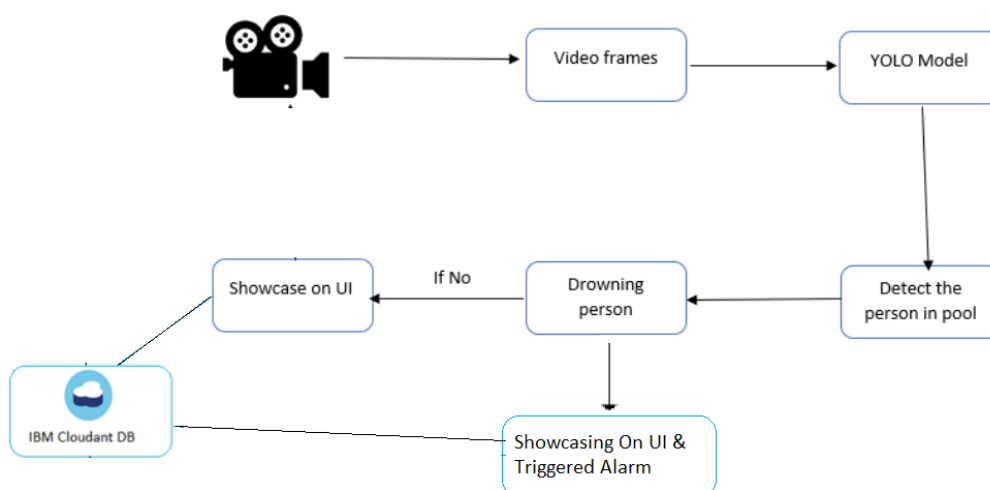 Video frames
YOLO Model
Detect the
person in pool
Drowning
person
If No
Showcase on UI
IBM Cloudant DB
Showcasing On UI &
Triggered Alarm